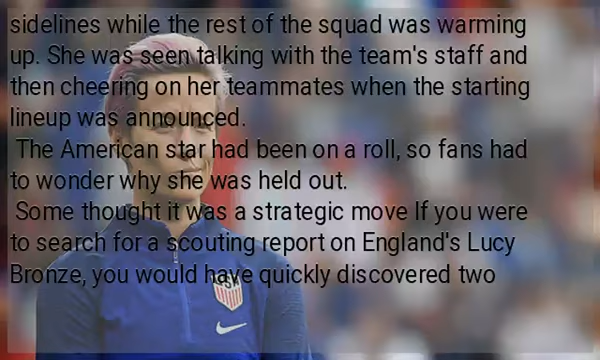 sidelines while the rest of the squad was warming
up. She was seen talking with the team's staff and
then cheering on her teammates when the starting
lineup was announced.
The American star had been on a roll, so fans had
to wonder why she was held out.
Some thought it was a strategic move If you were
to search for a scouting report on England's Lucy
Bronze, you would have quickly discovered two